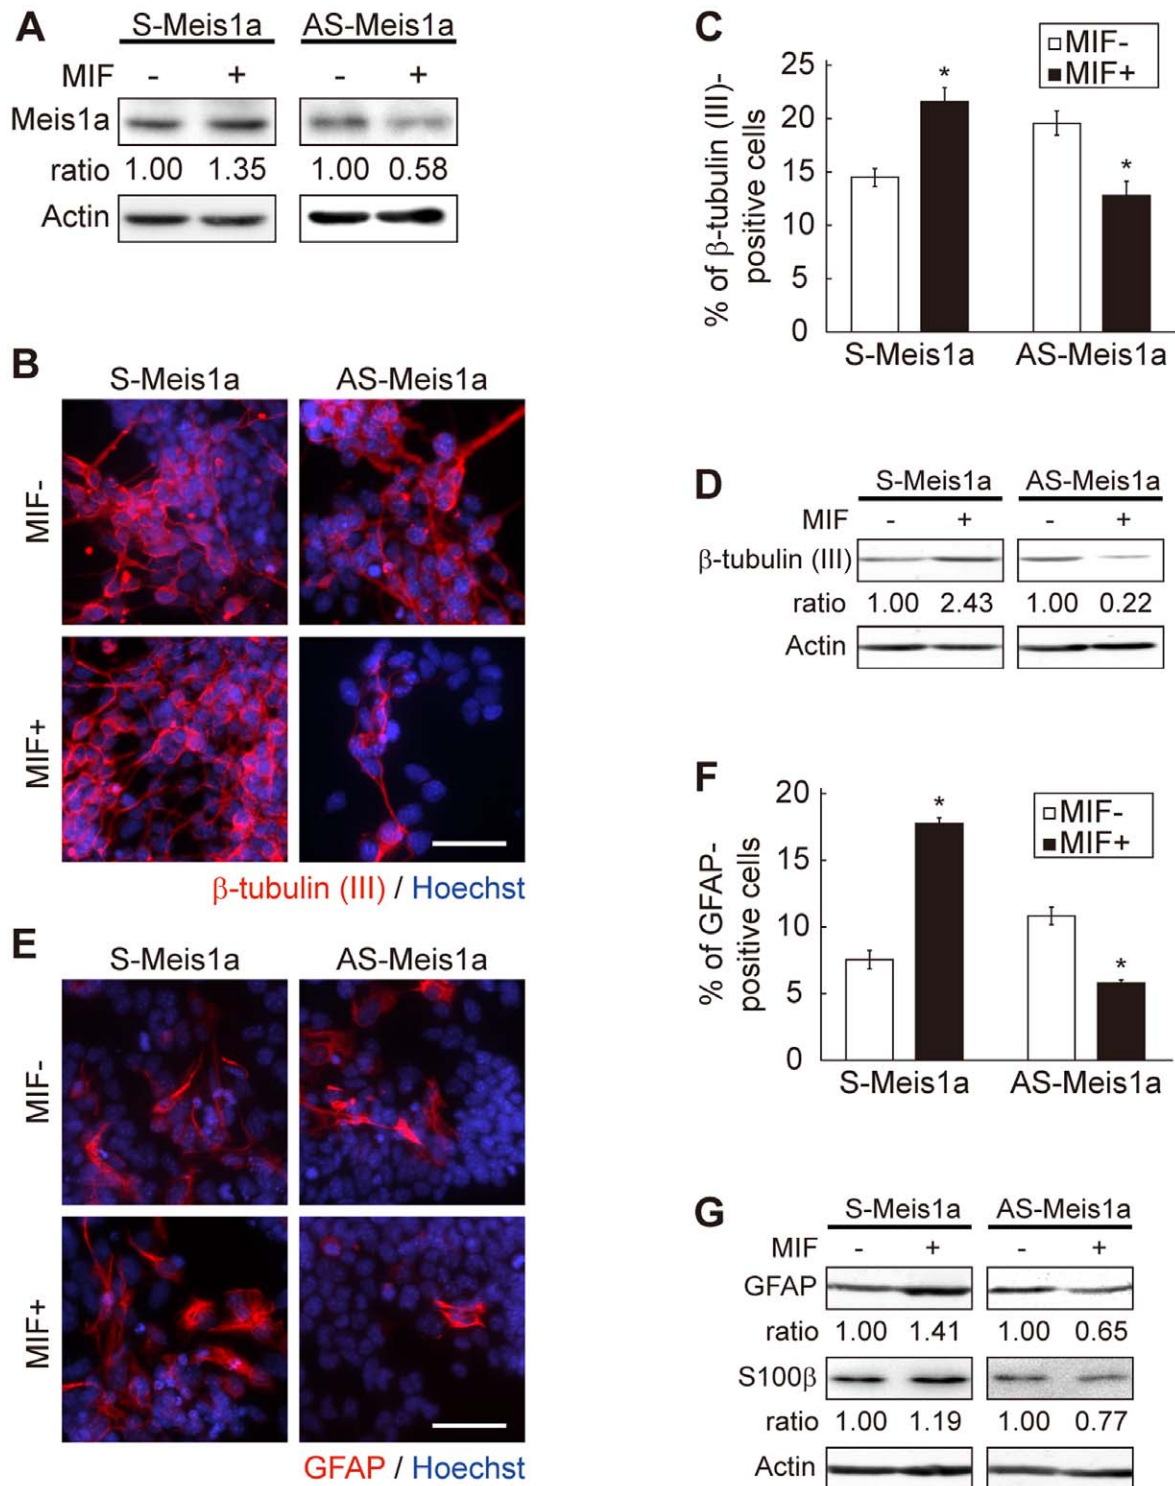 A
S-Meis1a AS-Meis1a
MIF - + - +
Meis1a
ratio 1.00 1.35 1.00 0.58
Actin
B
S-Meis1a AS-Meis1a
MIF-
MIF+
β-tubulin (III) / Hoechst
E
S-Meis1a AS-Meis1a
MIF-
MIF+
GFAP / Hoechst
C
MIF-
MIF+
% of β-tubulin (III)-
positive cells
25
20
15
10
5
0
* *
S-Meis1a AS-Meis1a
D
S-Meis1a AS-Meis1a
MIF - + - +
β-tubulin (III)
ratio 1.00 2.43 1.00 0.22
Actin
F
MIF-
MIF+
% of GFAP-
positive cells
20
15
10
5
0
* *
S-Meis1a AS-Meis1a
G
S-Meis1a AS-Meis1a
MIF - + - +
GFAP
ratio 1.00 1.41 1.00 0.65
S100β
ratio 1.00 1.19 1.00 0.77
Actin